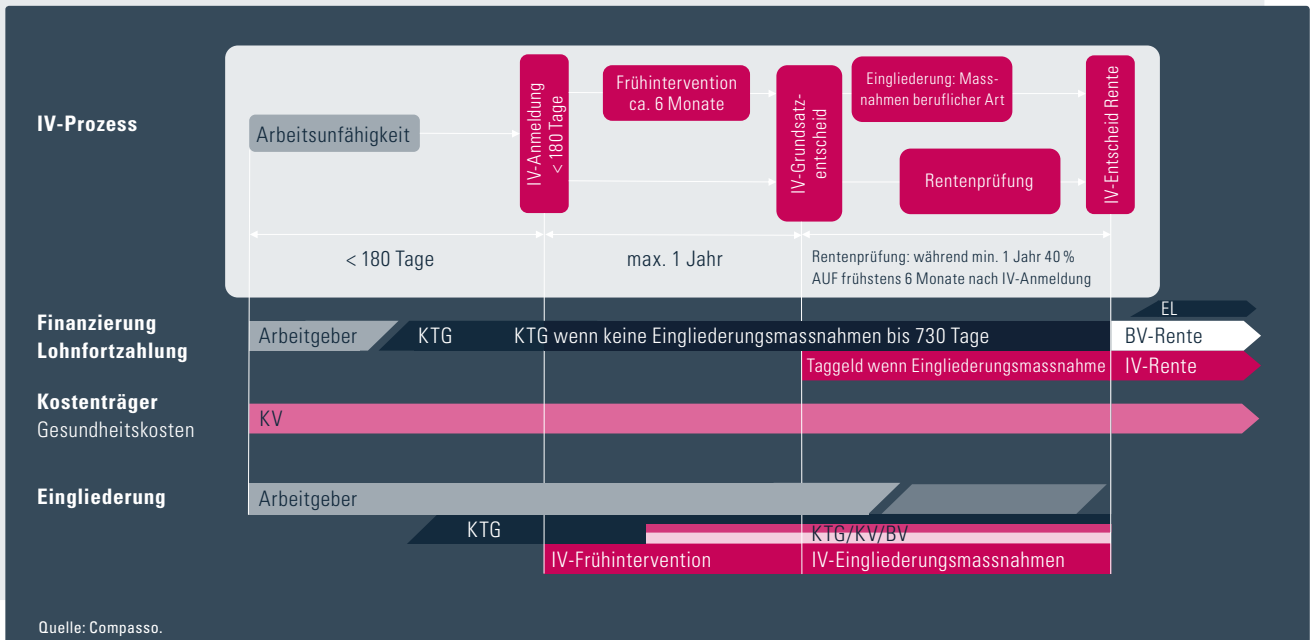 IV-Prozess
Arbeitsunfähigkeit
IV-Anmeldung
< 180 Tage
Frühintervention
ca. 6 Monate
IV-Grundsatz-
entscheid
Eingliederung: Mass-
nahmen beruflicher Art
Rentenprüfung
IV-Entscheid Rente
< 180 Tage
max. 1 Jahr
Rentenprüfung: während min. 1 Jahr 40 %
AUF frühstens 6 Monate nach IV-Anmeldung
Finanzierung
Lohnfortzahlung
Arbeitgeber
KTG
KTG wenn keine Eingliederungsmassnahmen bis 730 Tage
EL
BV-Rente
Taggeld wenn Eingliederungsmassnahme
IV-Rente
Kostenträger
Gesundheitskosten
KV
Eingliederung
Arbeitgeber
KTG
KTG/KV/BV
IV-Frühintervention
IV-Eingliederungsmassnahmen
Quelle: Compasso.